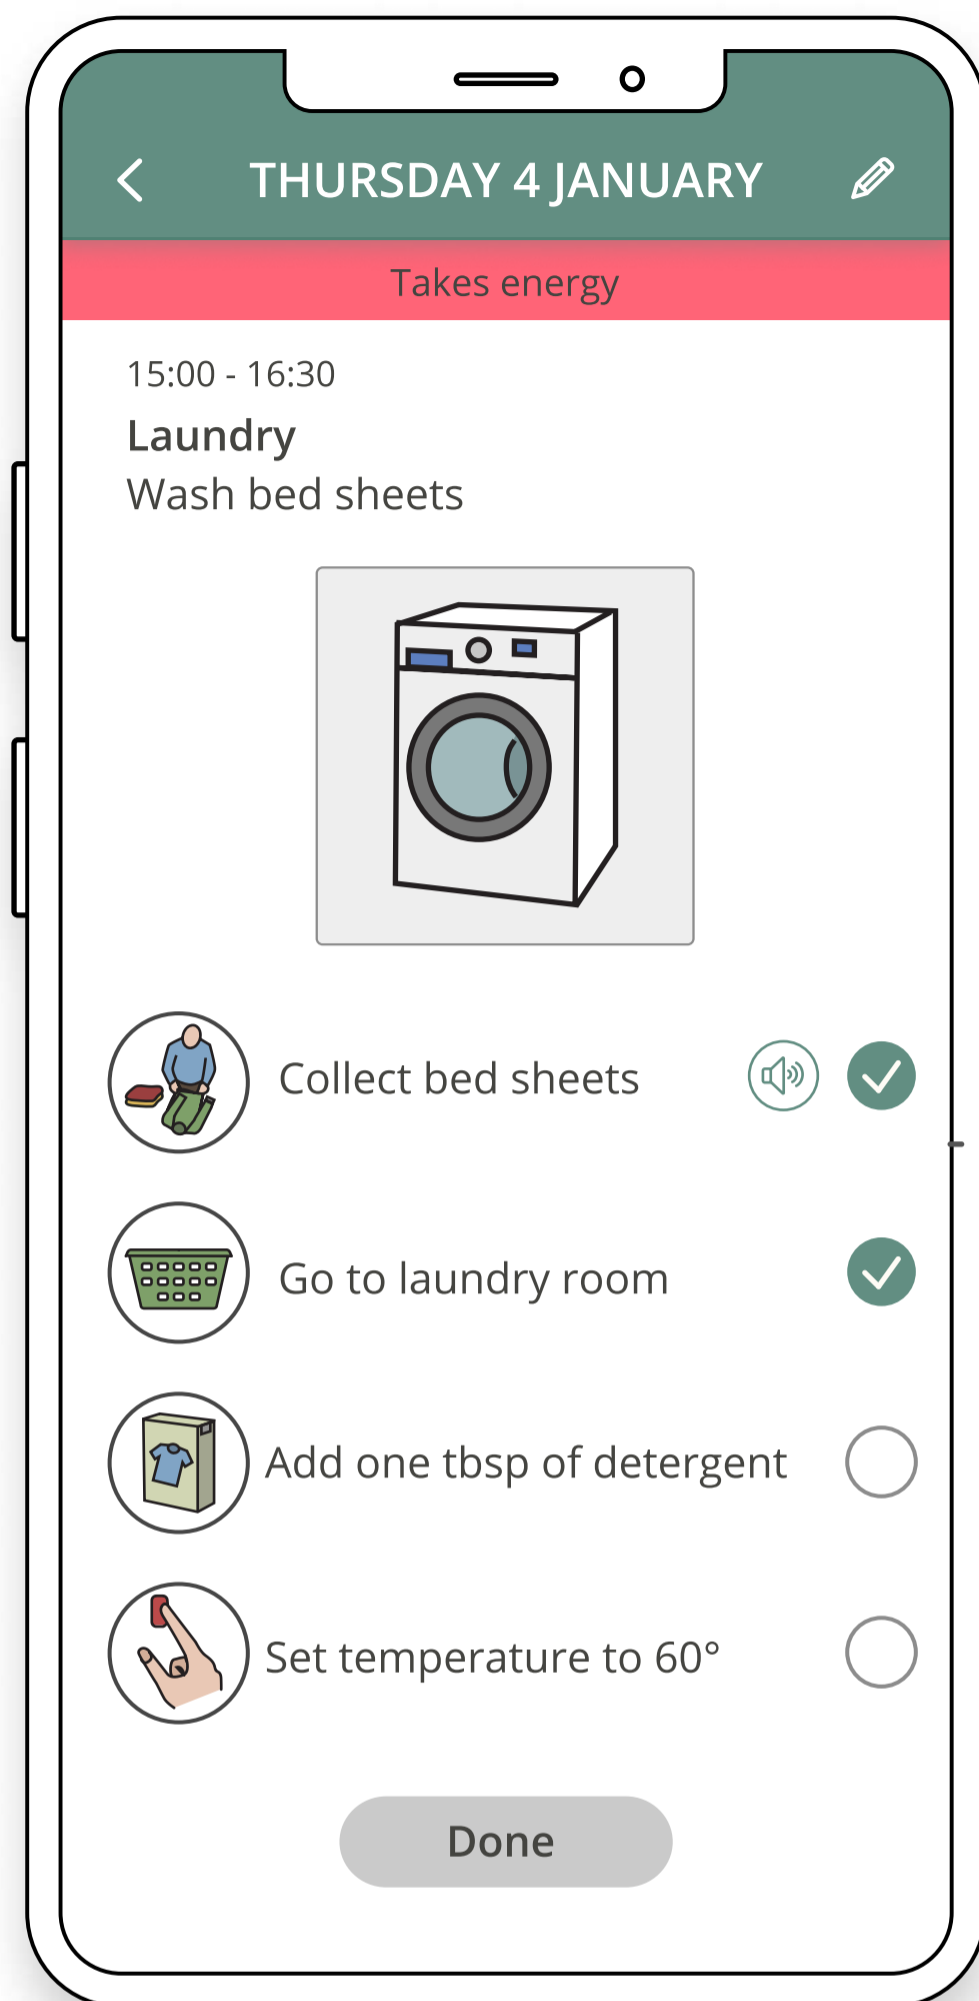 THURSDAY 4 JANUARY
Takes energy
15:00 - 16:30
Laundry
Wash bed sheets
Collect bed sheets
Go to laundry room
Add one tbsp of detergent
Set temperature to 60°
Done